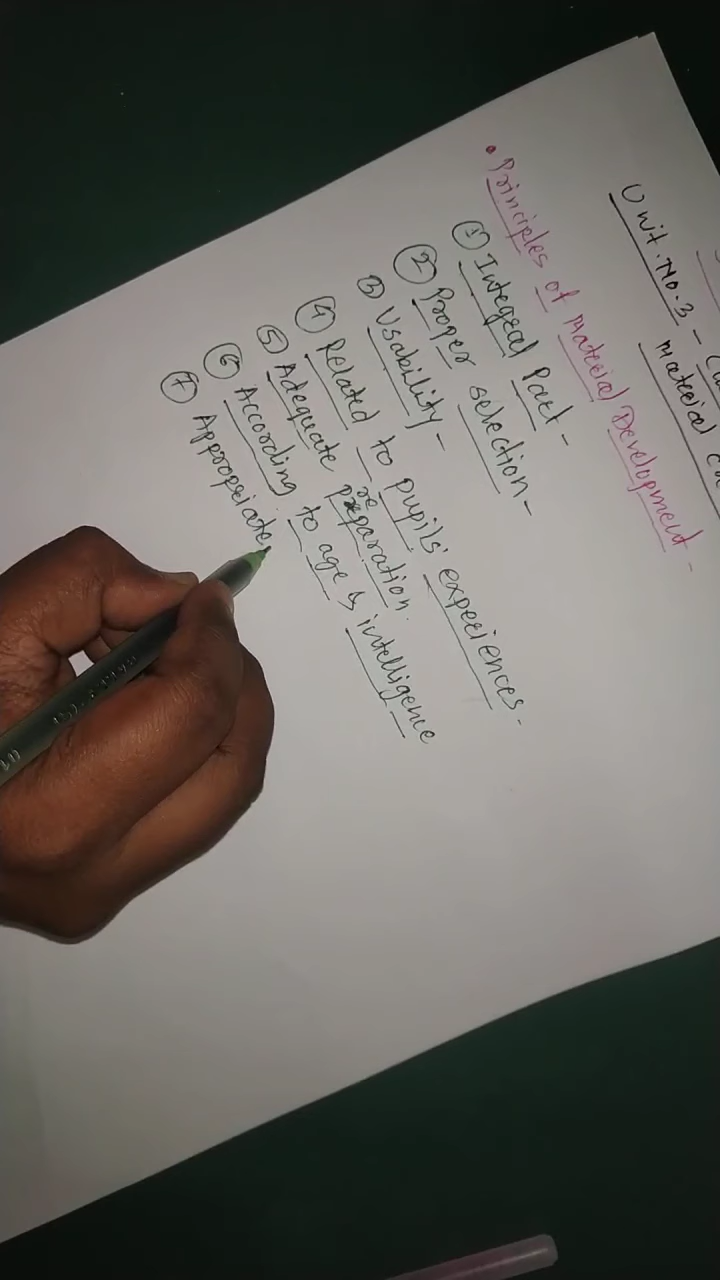 Unit. No. 3 -
Material
• Principles of Material Development -
① Integral Part -
② Proper selection -
③ Usability -
④ Related to pupils' experiences -
⑤ Adequate preparation.
⑥ According to age & intelligence
⑦ Appropriate